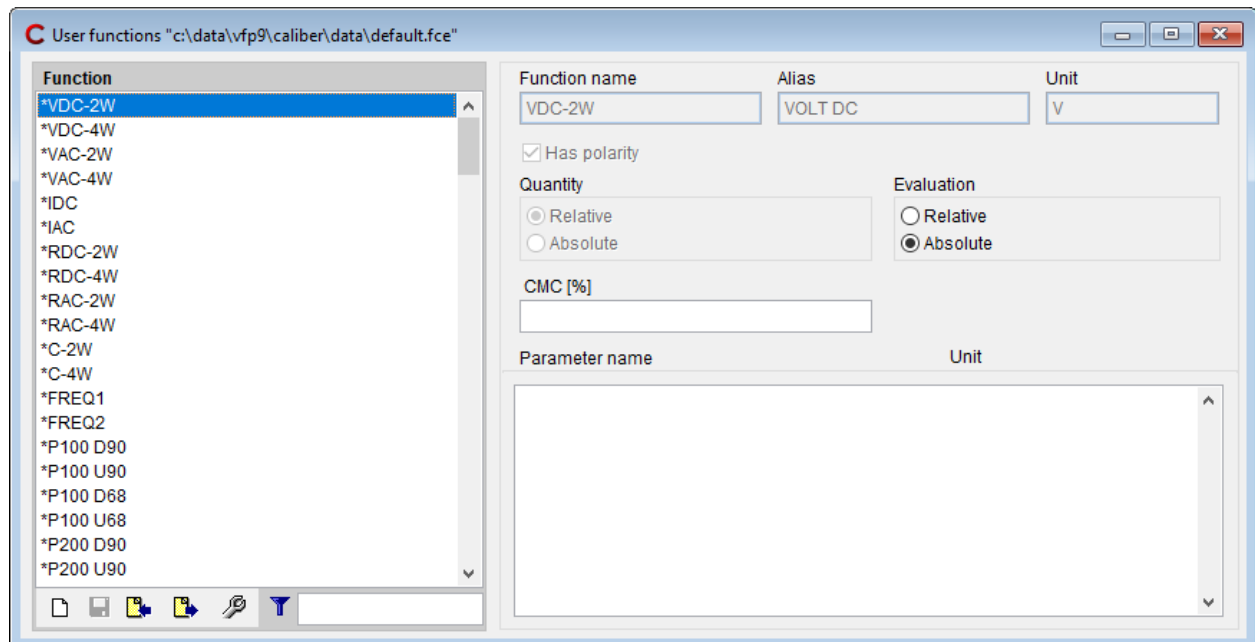 User functions "c:\data\vfp9\caliber\data\default.fce"
Function
*VDC-2W
*VDC-4W
*VAC-2W
*VAC-4W
*IDC
*IAC
*RDC-2W
*RDC-4W
*RAC-2W
*RAC-4W
*C-2W
*C-4W
*FREQ1
*FREQ2
*P100 D90
*P100 U90
*P100 D68
*P100 U68
*P200 D90
*P200 U90
Function name Alias Unit
VDC-2W VOLT DC V
Has polarity
Quantity Evaluation
Relative Relative
Absolute Absolute
CMC [%]
Parameter name Unit